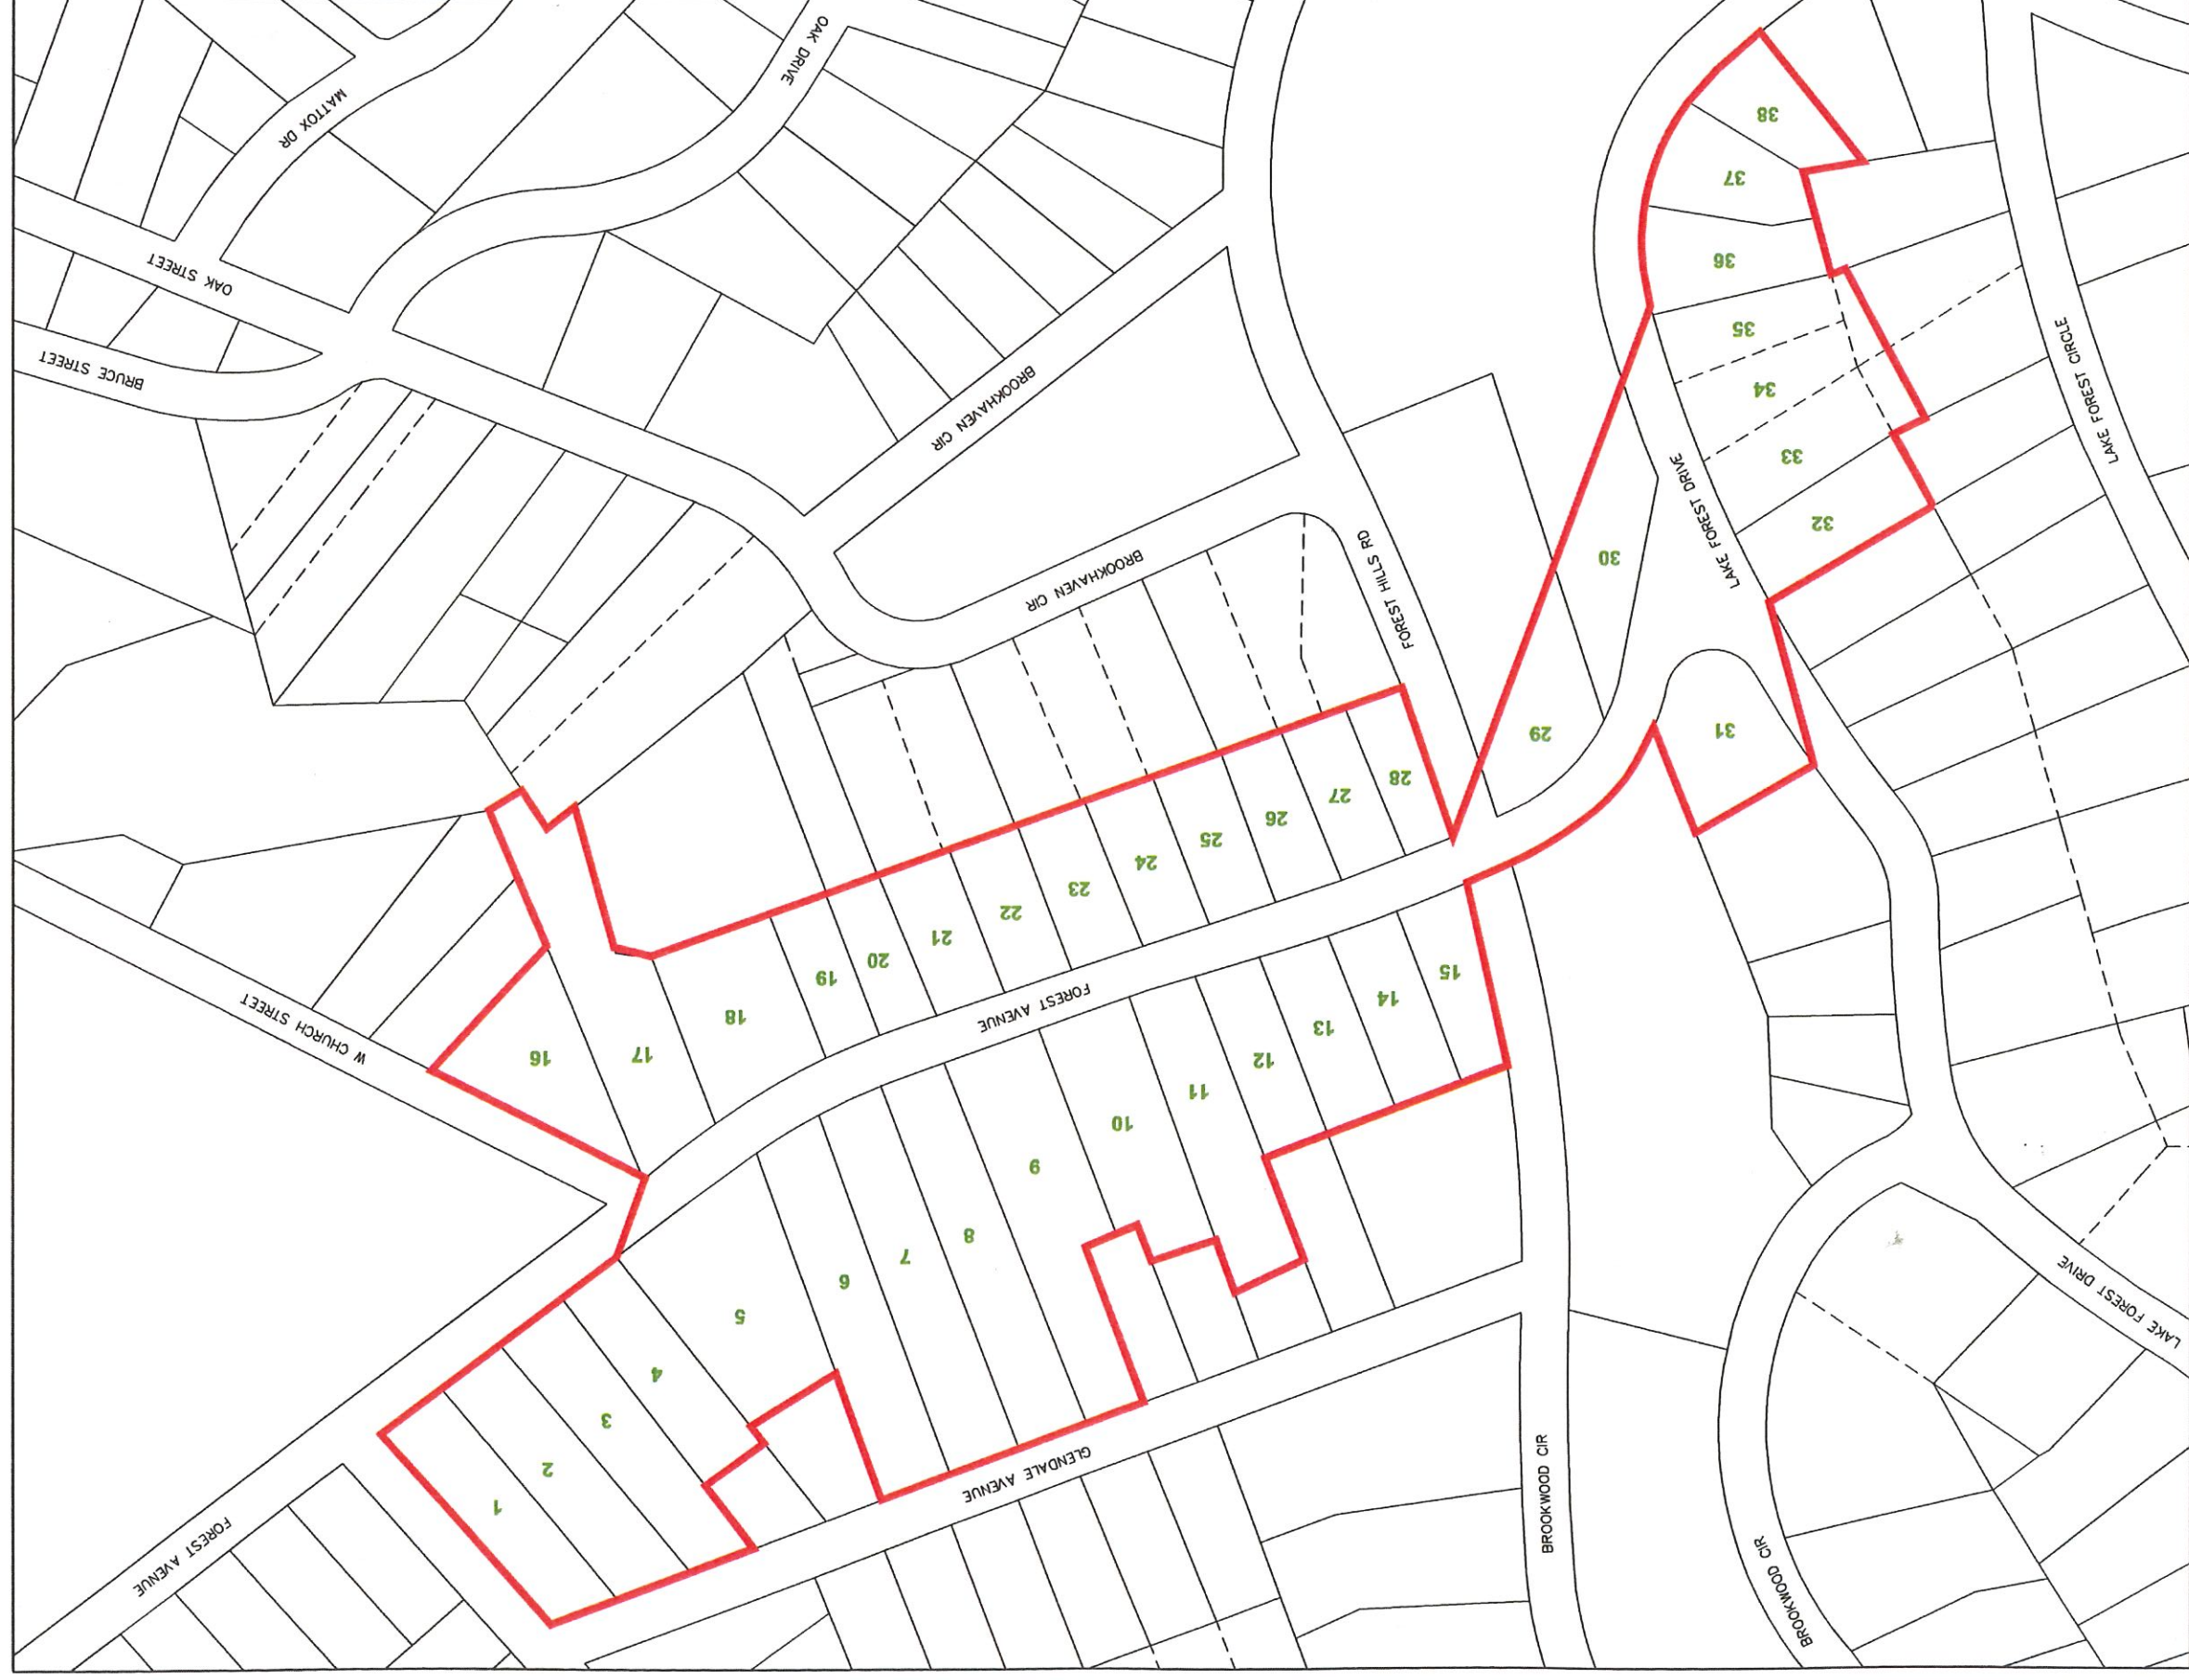 OAK DRIVE
MATTOX DR
OAK STREET
BRUCE STREET
BROOKHAVEN CIR
BROOKHAVEN CIR
FOREST HILLS RD
LAKE FOREST DRIVE
LAKE FOREST CIRCLE
LAKE FOREST CIRCLE
38
37
36
35
34
33
32
30
31
29
28
27
26
25
24
23
22
21
20
19
18
17
16
W CHURCH STREET
FOREST AVENUE
15
14
13
12
11
10
9
8
7
6
5
4
3
2
1
GLENDALE AVENUE
FOREST AVENUE
BROOKWOOD CIR
BROOKWOOD CIR
LAKE FOREST DRIVE